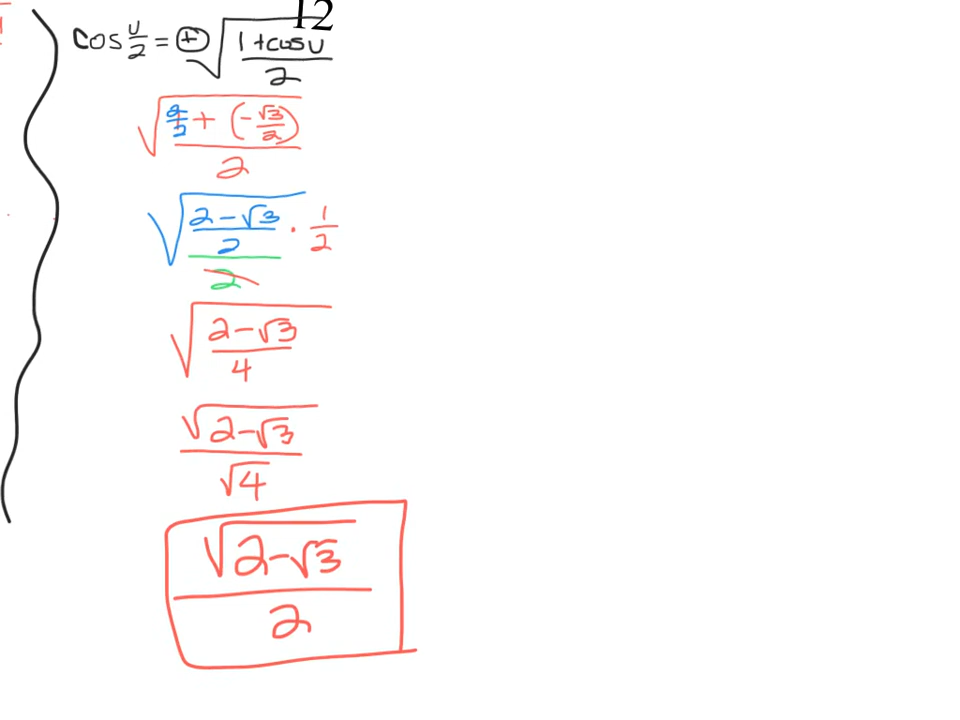 12
cos u/2 = ⊕√((1+cosu)/2)
√((2/2 + (-√3/2))/2)
√(((2-√3)/2)/2 · 1/2)
√((2-√3)/4)
√(2-√3)/√4
√(2-√3)/2